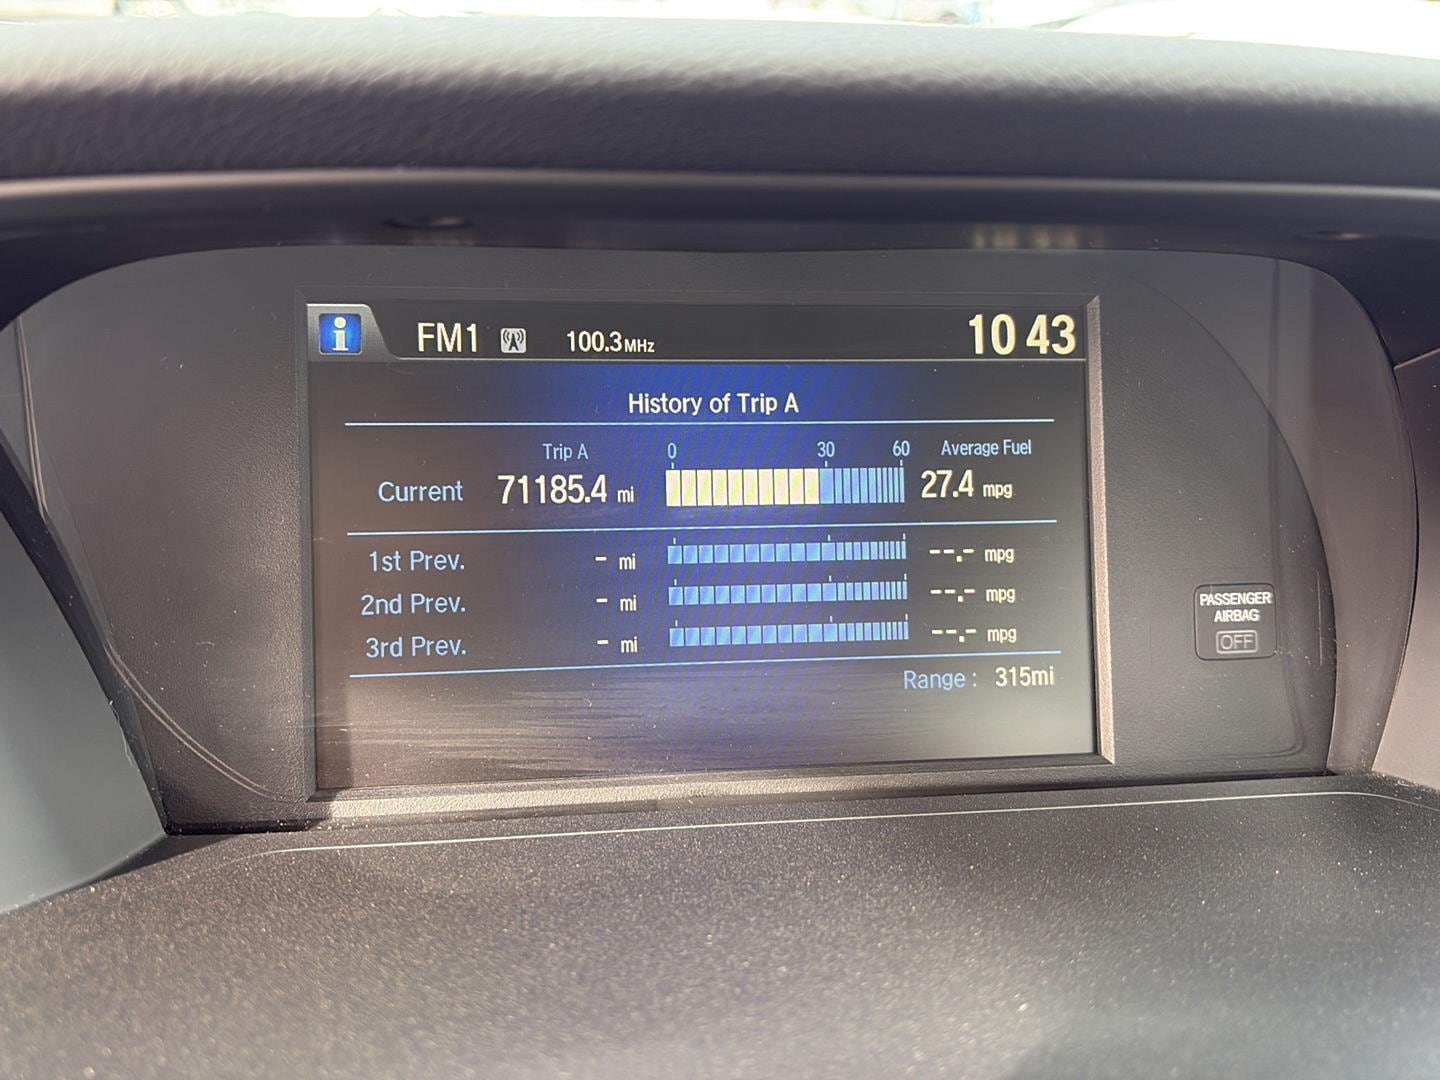 i FM1 100.3MHz 10 43
History of Trip A
Trip A 0 30 60 Average Fuel
Current 71185.4 mi 27.4 mpg
1st Prev. - mi --.- mpg
2nd Prev. - mi --.- mpg
3rd Prev. - mi --.- mpg
Range : 315mi
PASSENGER
AIRBAG
OFF